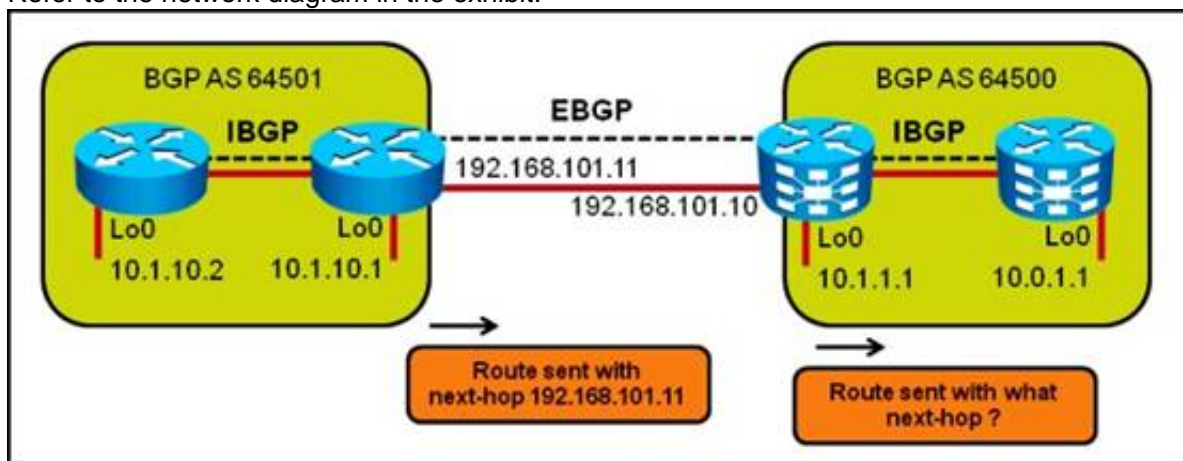 Refer to the network diagram in the exhibit.
BGP AS 64501
BGP AS 64500
IBGP
EBGP
IBGP
192.168.101.11
192.168.101.10
Lo0
Lo0
Lo0
Lo0
10.1.10.2
10.1.10.1
10.1.1.1
10.0.1.1
Route sent with
next-hop 192.168.101.11
Route sent with what
next-hop ?